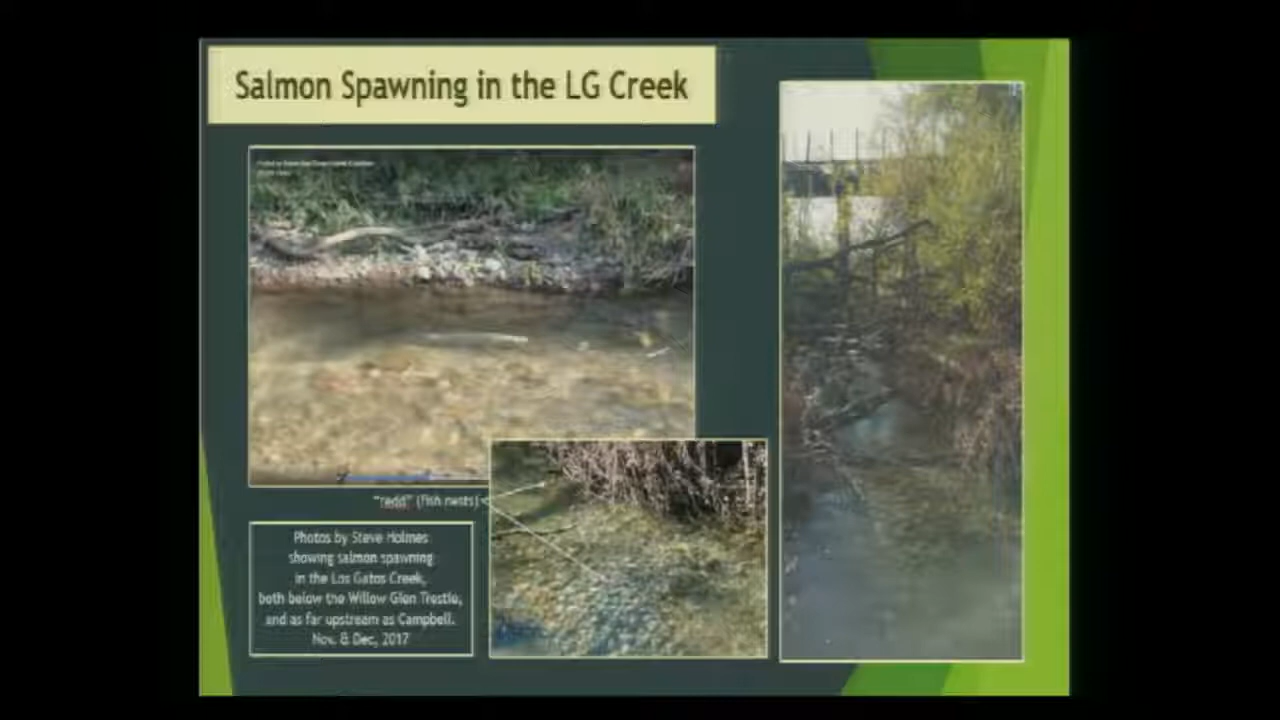 Salmon Spawning in the LG Creek
"redd" (fish nests)
Photos by Steve Holmes
showing salmon spawning
in the Los Gatos Creek,
both below the Willow Glen Trestle,
and as far upstream as Campbell.
Nov. & Dec, 2017